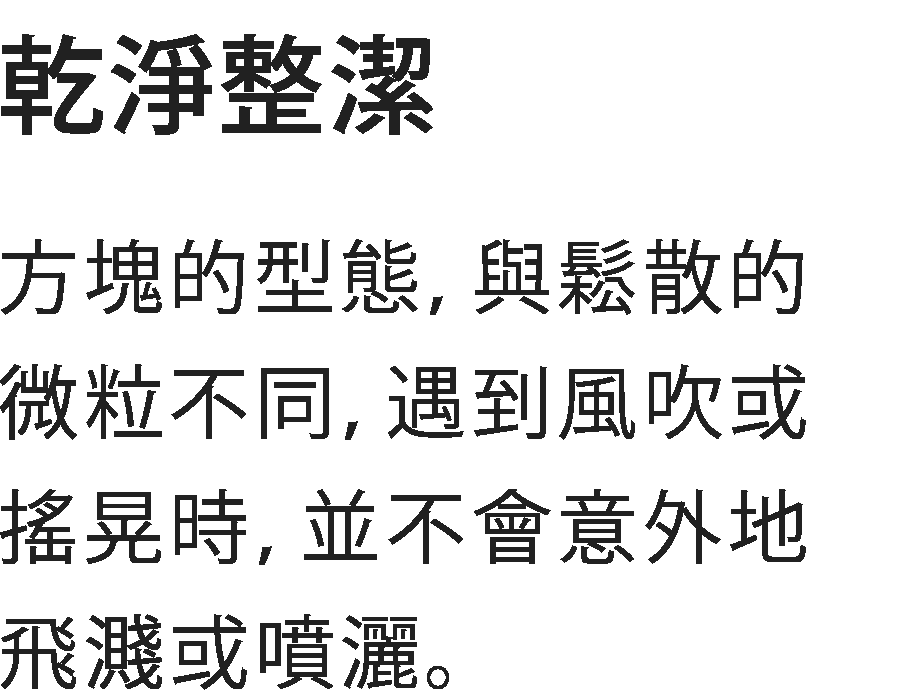 乾淨整潔
方塊的型態, 與鬆散的
微粒不同, 遇到風吹或
搖晃時, 並不會意外地
飛濺或噴灑。